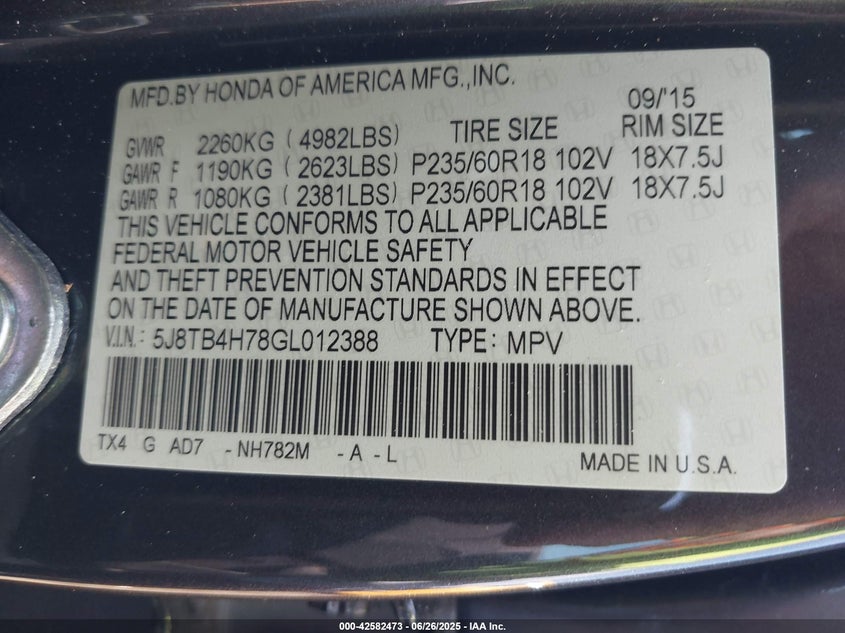 MFD.BY HONDA OF AMERICA MFG.,INC.
09/'15
GVWR 2260KG (4982LBS) TIRE SIZE RIM SIZE
GAWR F 1190KG (2623LBS) P235/60R18 102V 18X7.5J
GAWR R 1080KG (2381LBS) P235/60R18 102V 18X7.5J
THIS VEHICLE CONFORMS TO ALL APPLICABLE
FEDERAL MOTOR VEHICLE SAFETY
AND THEFT PREVENTION STANDARDS IN EFFECT
ON THE DATE OF MANUFACTURE SHOWN ABOVE.
V.I.N.: 5J8TB4H78GL012388 TYPE: MPV
TX4 G AD7 -NH782M -A-L
MADE IN U.S.A.
000-42582473 - 06/26/2025 - IAA Inc.